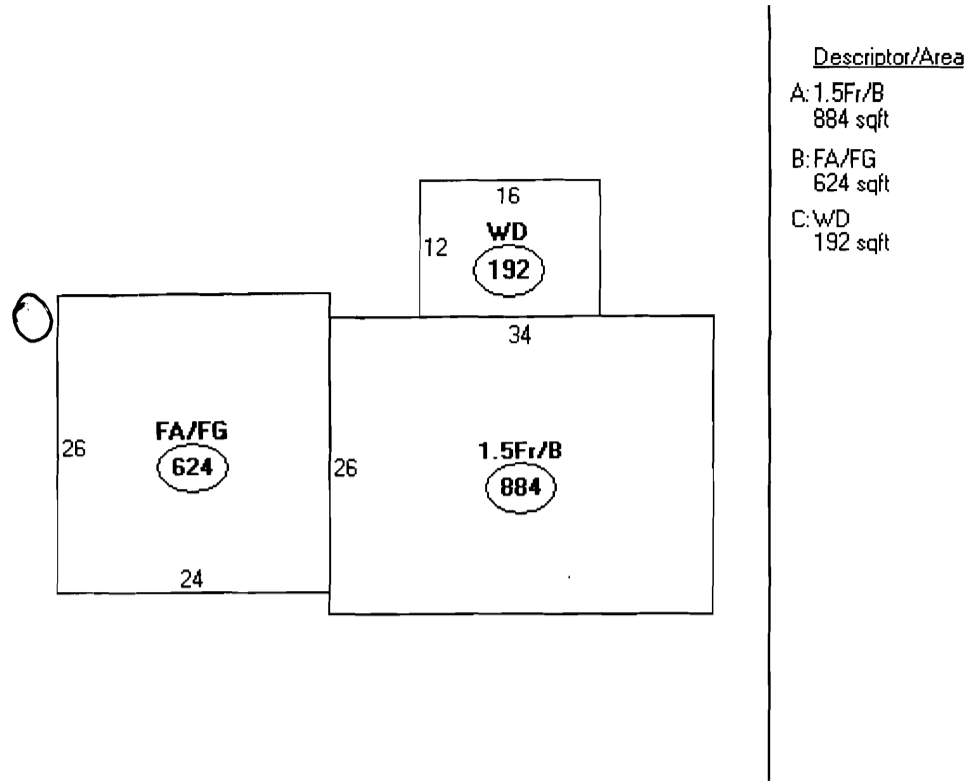 Descriptor/Area
A:1.5Fr/B
884 sqft
B:FA/FG
624 sqft
C:WD
192 sqft
16
WD
12
192
34
FA/FG
26
624
24
1.5Fr/B
26
884